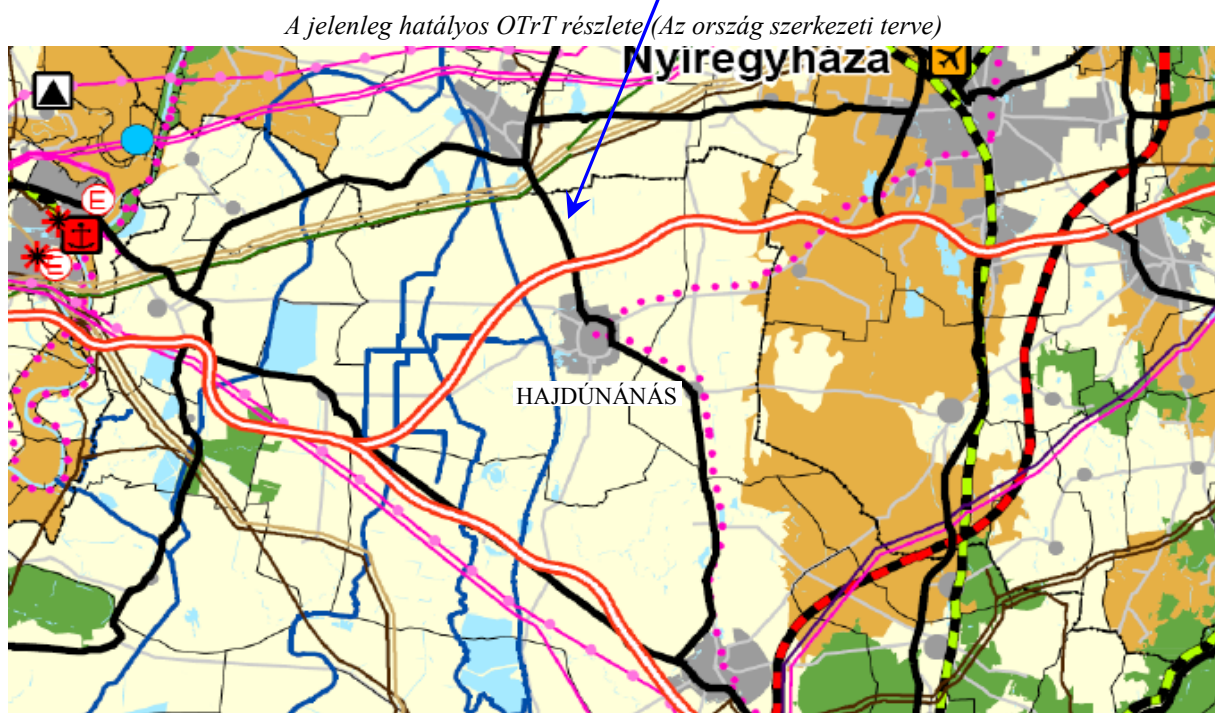 A jelenleg hatályos OTrT részlete (Az ország szerkezeti terve)
Nyíregyháza
E
E
HAJDÚNÁNÁS